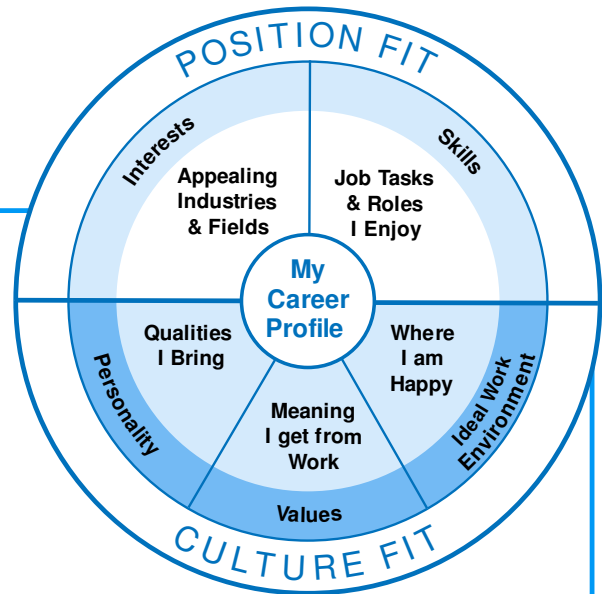 POSITION FIT
Interests
Skills
Appealing
Industries
& Fields
Job Tasks
& Roles
I Enjoy
My
Career
Profile
Qualities
I Bring
Where
I am
Happy
Meaning
I get from
Work
Personality
Values
Ideal Work
Environment
CULTURE FIT